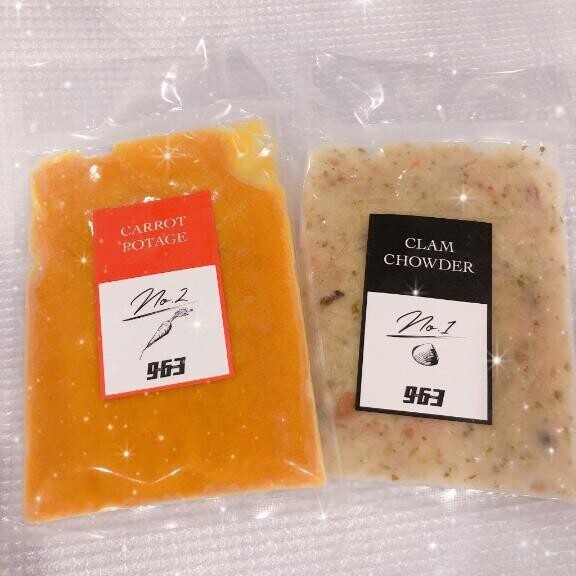 CARROT
POTAGE
No.2
963
CLAM
CHOWDER
No.1
963